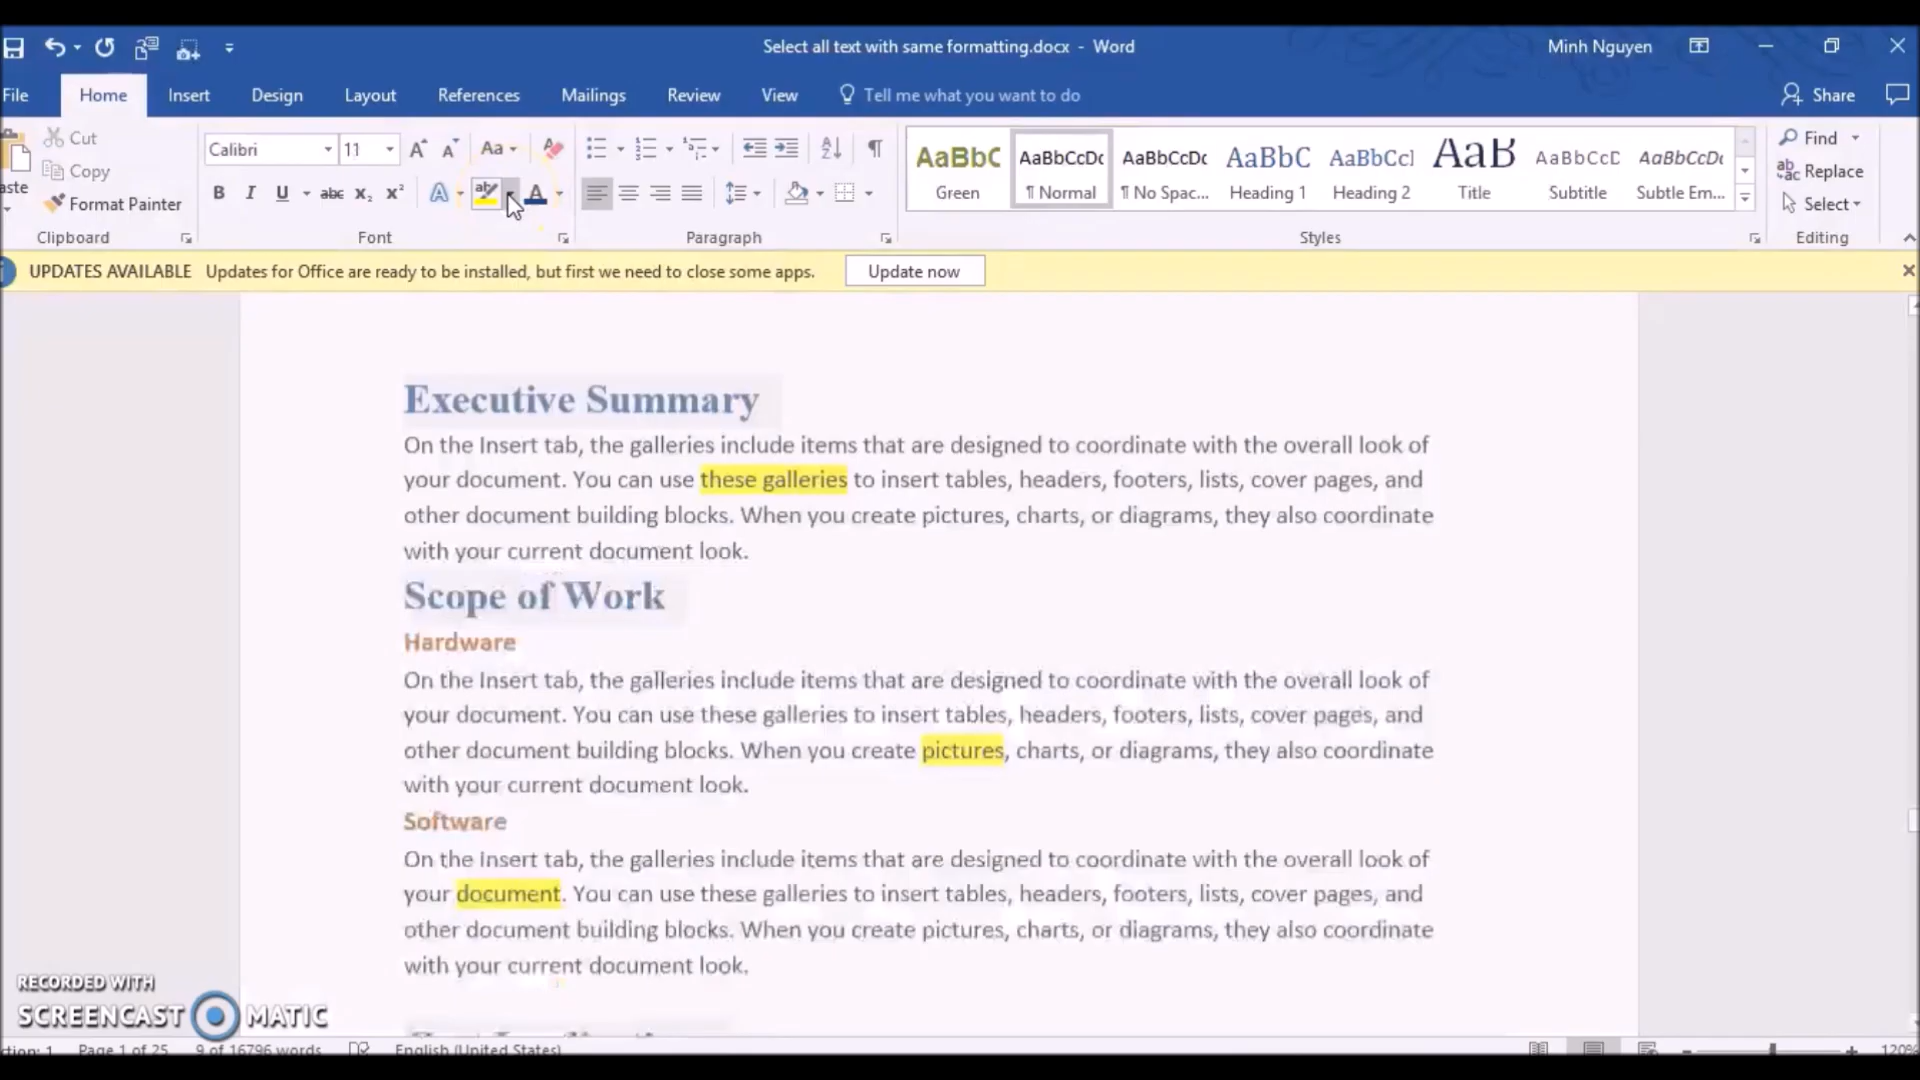 Select all text with same formatting.docx - Word
Minh Nguyen
File
Home
Insert
Design
Layout
References
Mailings
Review
View
Tell me what you want to do
Share
Cut
Copy
Format Painter
Clipboard
Calibri
11
Aa
B I U abc X₂ X²
Font
Paragraph
AaBbC
Green
AaBbCcDc
¶ Normal
AaBbCcDc
¶ No Spac...
AaBbCc
Heading 1
AaBbCcI
Heading 2
AaB
Title
AaBbCcD
Subtitle
AaBbCcDc
Subtle Em...
Styles
Find
Replace
Select
Editing
UPDATES AVAILABLE Updates for Office are ready to be installed, but first we need to close some apps.
Update now
Executive Summary
On the Insert tab, the galleries include items that are designed to coordinate with the overall look of
your document. You can use these galleries to insert tables, headers, footers, lists, cover pages, and
other document building blocks. When you create pictures, charts, or diagrams, they also coordinate
with your current document look.
Scope of Work
Hardware
On the Insert tab, the galleries include items that are designed to coordinate with the overall look of
your document. You can use these galleries to insert tables, headers, footers, lists, cover pages, and
other document building blocks. When you create pictures, charts, or diagrams, they also coordinate
with your current document look.
Software
On the Insert tab, the galleries include items that are designed to coordinate with the overall look of
your document. You can use these galleries to insert tables, headers, footers, lists, cover pages, and
other document building blocks. When you create pictures, charts, or diagrams, they also coordinate
with your current document look.
RECORDED WITH
SCREENCAST MATIC
Page 1 of 25
9 of 16796 words
English (United States)
120%